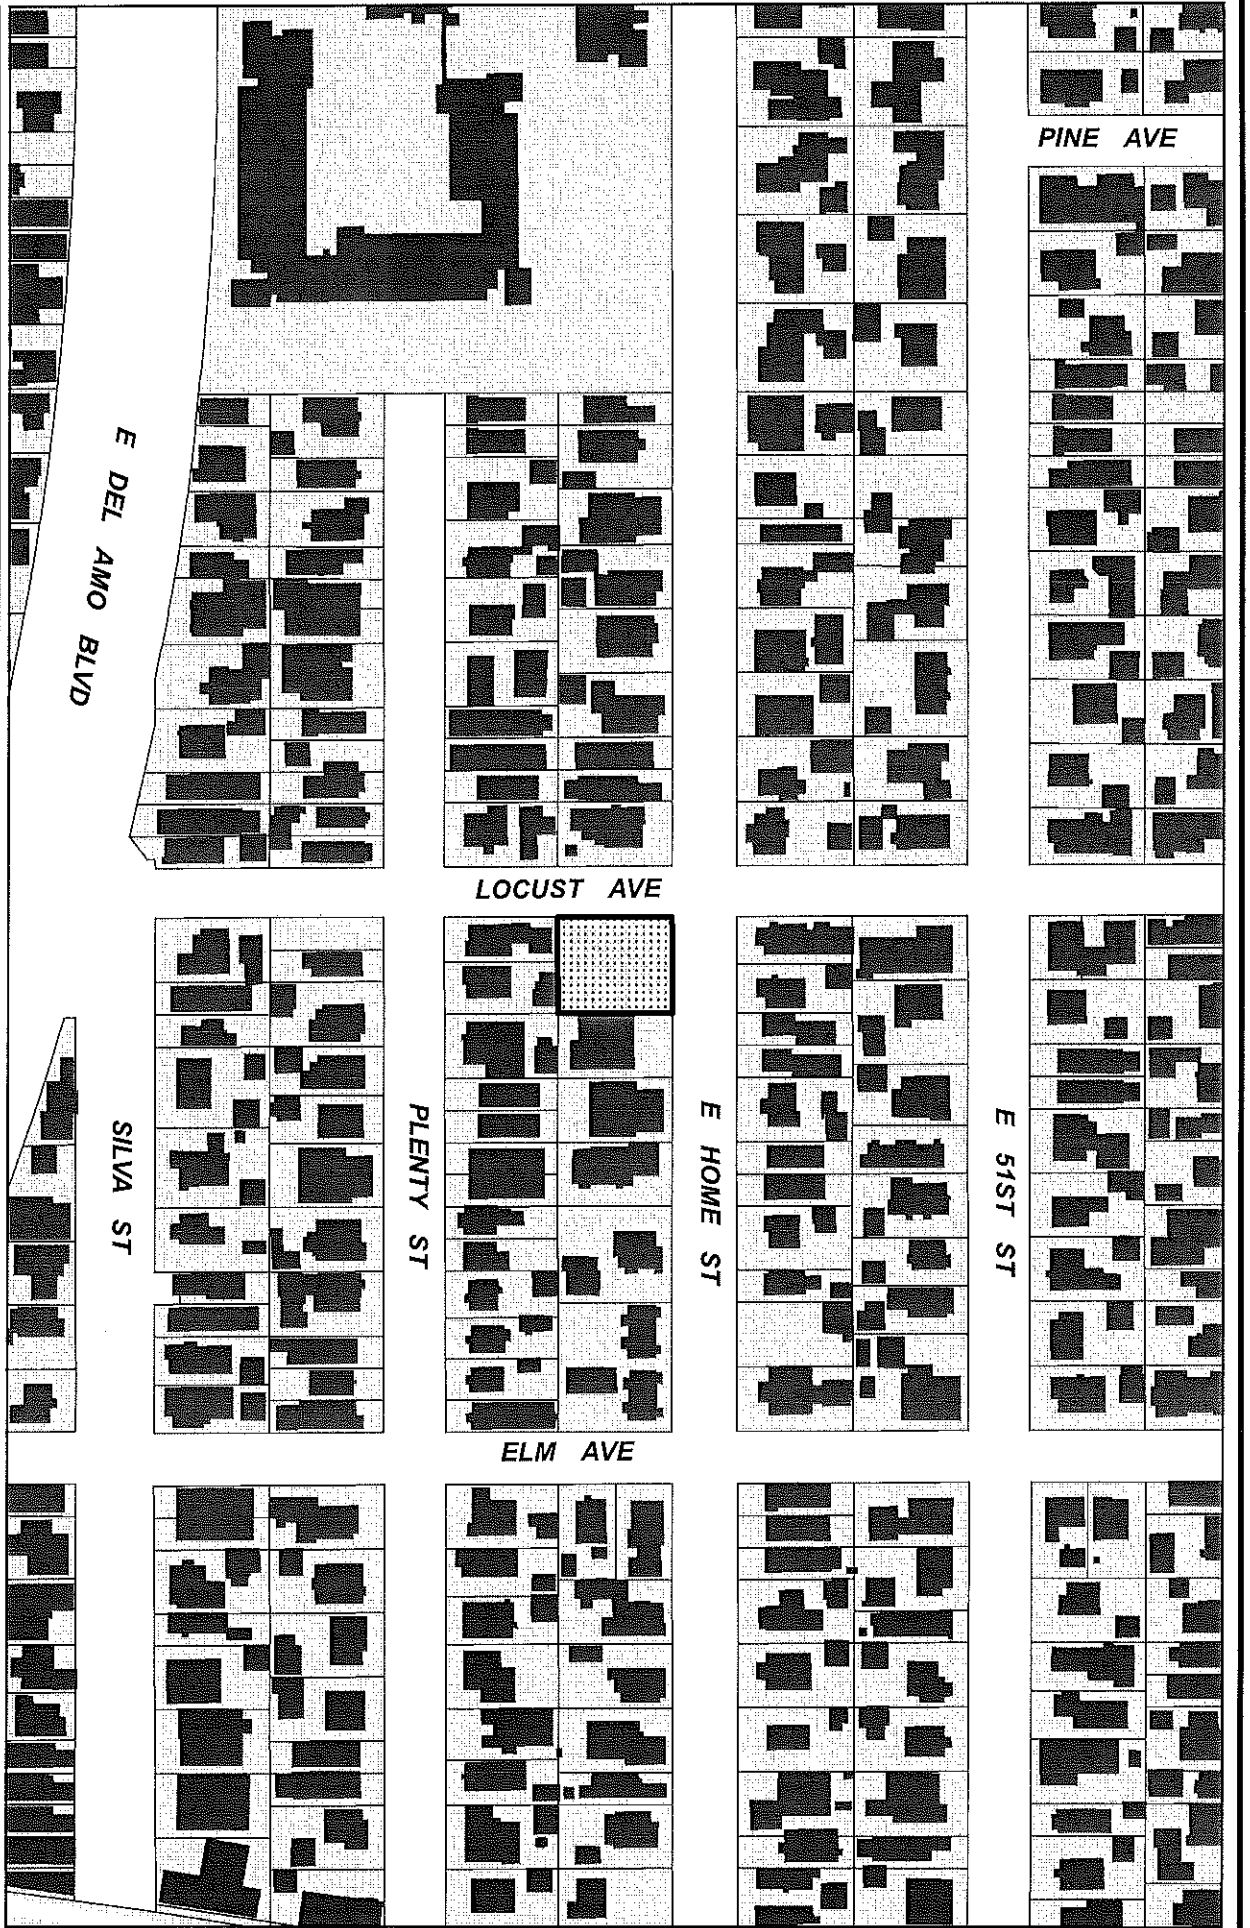 PINE AVE
E DEL AMO BLVD
LOCUST AVE
SILVA ST
PLENTY ST
E HOME ST
E 51ST ST
ELM AVE